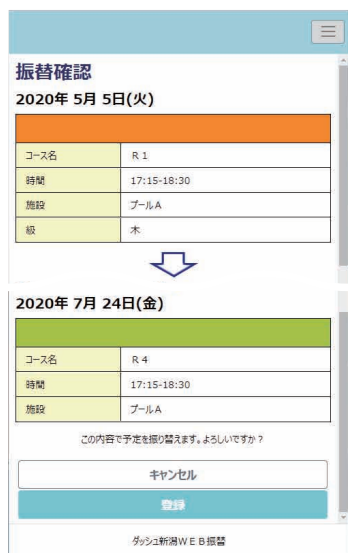 振替確認
2020年 5月 5日(火)
コース名 R 1
時間 17:15-18:30
施設 プールA
級 木
2020年 7月 24日(金)
コース名 R 4
時間 17:15-18:30
施設 プールA
この内容で予定を振り替えます。よろしいですか？
キャンセル
登録
ダッシュ新潟ＷＥＢ振替